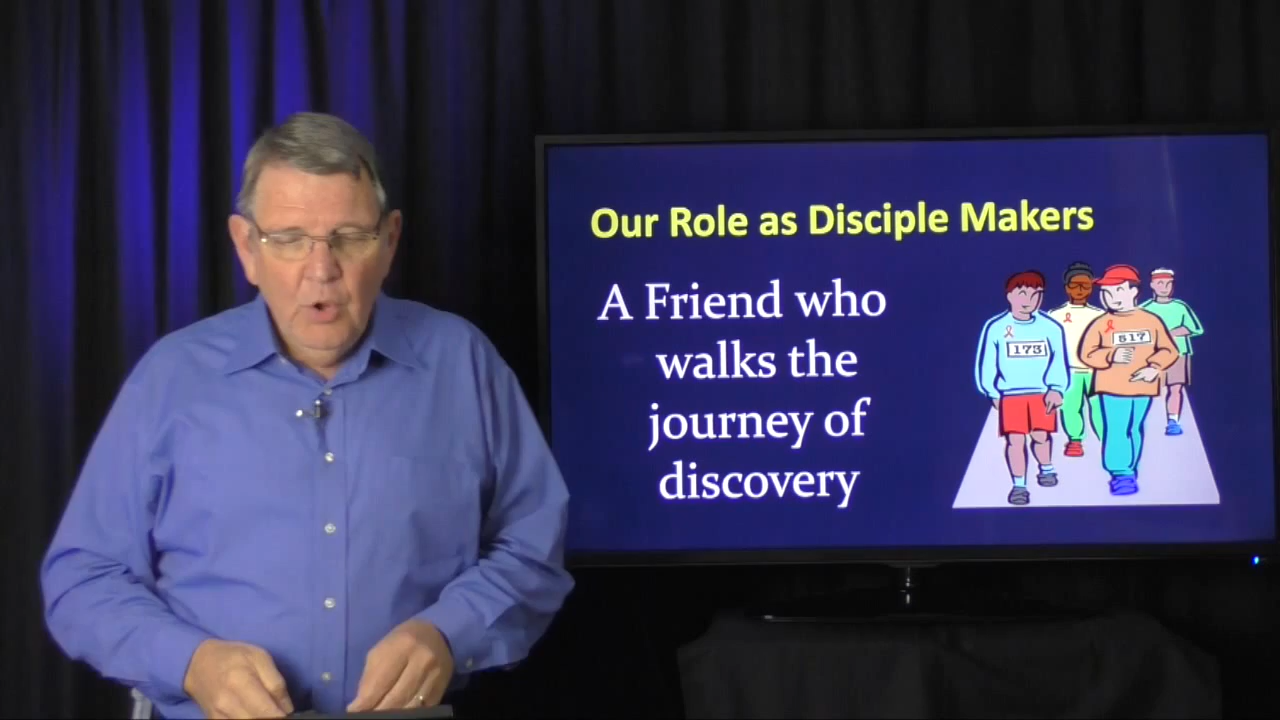 Our Role as Disciple Makers
A Friend who
walks the
journey of
discovery
173
517